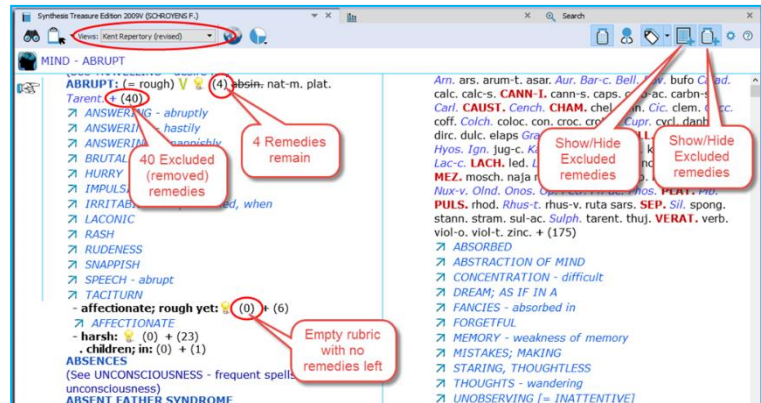 Synthesis Treasure Edition 2009V (SCHROYENS F.)
Search
Views: Kent Repertory (revised)
MIND - ABRUPT
ABRUPT: (= rough) V (4) absin. nat-m. plat.
Tarent. + (40)
ANSWERING - abruptly
hastily
BRUTAL
HURRY
when
LACONIC
RASH
RUDENESS
SNAPPISH
SPEECH - abrupt
TACITURN
- affectionate; rough yet: (0) + (6)
AFFECTIONATE
- harsh: (0) + (23)
. children; in: (0) + (1)
ABSENCES
(See UNCONSCIOUSNESS - frequent spells
unconsciousness)
ABSENT FATHER SYNDROME
40 Excluded
(removed)
remedies
4 Remedies
remain
Empty rubric
with no
remedies left
Arn. ars. arum-t. asar. Aur. Bar-c. Bell. bufo
calc. calc-s. CANN-I. cann-s. caps.
Carl. CAUST. Cench. CHAM. Cic. clem.
coff. Colch. coloc. con. croc. Cupr. cycl.
dirc. dulc. elaps
Hyos. Ign. jug-c.
Lac-c. LACH. led.
MEZ. mosch. naja
Nux-v. Olnd. Onos. Phos. PLAT.
PULS. rhod. Rhus-t. rhus-v. ruta sars. SEP. Sil. spong.
stann. stram. sul-ac. Sulph. tarent. thuj. VERAT. verb.
viol-o. viol-t. zinc. + (175)
ABSORBED
ABSTRACTION OF MIND
CONCENTRATION - difficult
DREAM; AS IF IN A
FANCIES - absorbed in
FORGETFUL
MEMORY - weakness of memory
MISTAKES; MAKING
STARING, THOUGHTLESS
THOUGHTS - wandering
UNOBSERVING [= INATTENTIVE]
Show/Hide
Excluded
remedies
Show/Hide
Excluded
remedies